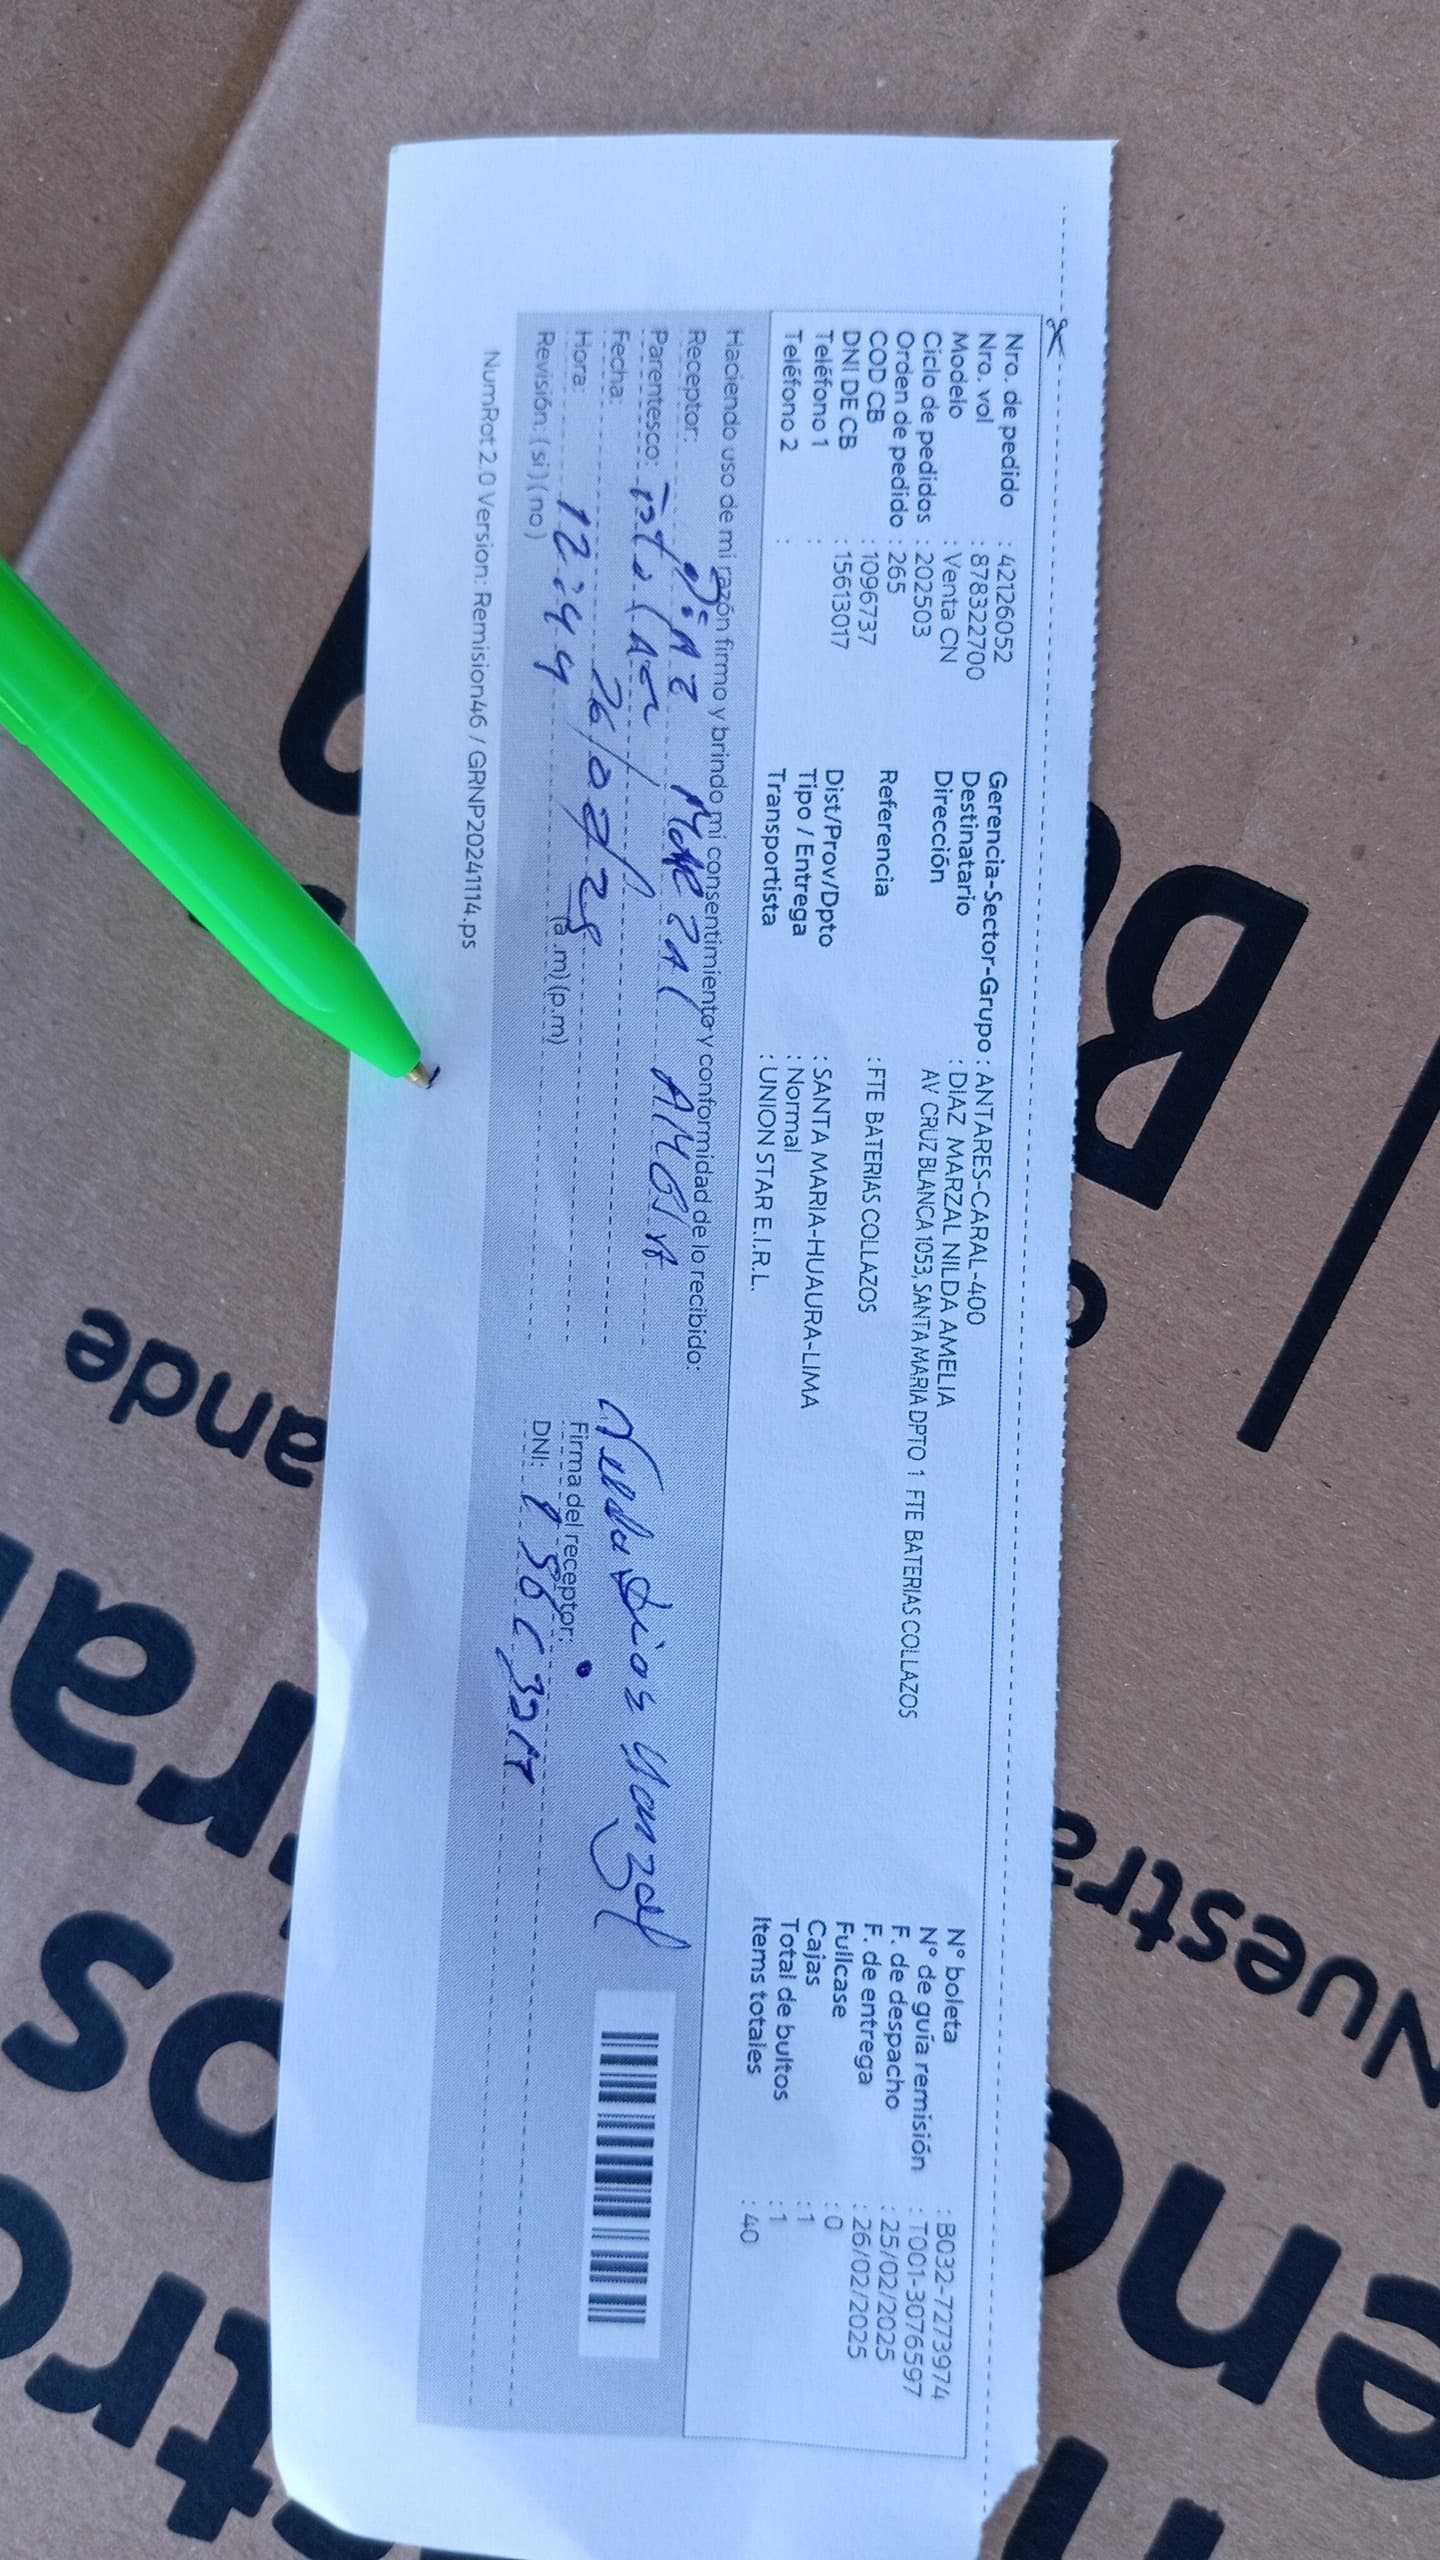 Nro. de pedido : 42126052
Nro. vol : 878322700
Modelo : Venta CN
Ciclo de pedidos : 202503
Orden de pedido : 265
COD CB : 1096737
DNI DE CB : 15613017
Teléfono 1 :
Teléfono 2 :
Gerencia-Sector-Grupo : ANTARES-CARAL-400
Destinatario : DIAZ MARZAL NILDA AMELIA
Dirección AV CRUZ BLANCA 1053, SANTA MARIA DPTO 1 FTE BATERIAS COLLAZOS
Referencia : FTE BATERIAS COLLAZOS
Dist/Prov/Dpto : SANTA MARIA-HUAURA-LIMA
Tipo / Entrega : Normal
Transportista : UNION STAR E.I.R.L.
N° boleta : B032-7273974
N° de guía remisión : T001-3076597
F. de despacho : 25/02/2025
F. de entrega : 26/02/2025
Fullcase : 0
Cajas : 1
Total de bultos : 1
Items totales : 40
Haciendo uso de mi razón firmo y brindo mi consentimiento y conformidad de lo recibido:
Receptor: Diaz Marzal
Parentesco: Titular
Fecha: 26/02/25
Hora: 12:44 (a.m) (p.m)
Revisión: (si) (no)
Firma del receptor:
DNI:
NumRot 2.0 Version: Remision46 / GRNP20241114.ps
Nuestra
ande